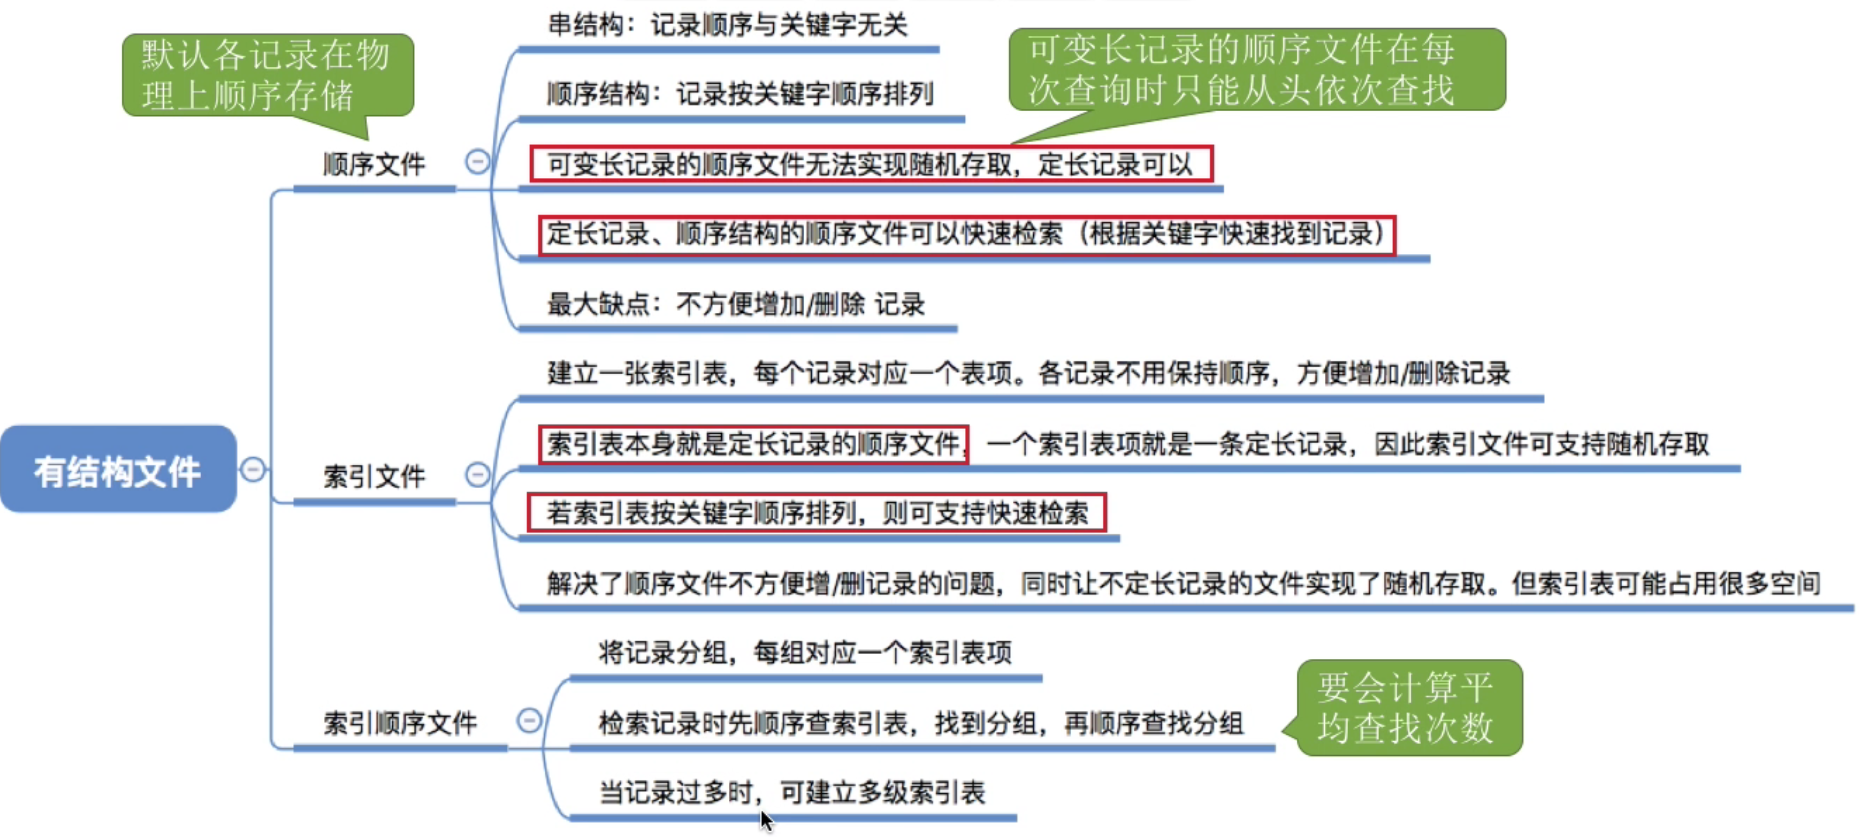 串结构：记录顺序与关键字无关
默认各记录在物
理上顺序存储
可变长记录的顺序文件在每
次查询时只能从头依次查找
顺序结构：记录按关键字顺序排列
顺序文件
可变长记录的顺序文件无法实现随机存取，定长记录可以
定长记录、顺序结构的顺序文件可以快速检索（根据关键字快速找到记录）
最大缺点：不方便增加/删除 记录
建立一张索引表，每个记录对应一个表项。各记录不用保持顺序，方便增加/删除记录
有结构文件
索引文件
索引表本身就是定长记录的顺序文件，一个索引表项就是一条定长记录，因此索引文件可支持随机存取
若索引表按关键字顺序排列，则可支持快速检索
解决了顺序文件不方便增/删记录的问题，同时让不定长记录的文件实现了随机存取。但索引表可能占用很多空间
将记录分组，每组对应一个索引表项
索引顺序文件
检索记录时先顺序查索引表，找到分组，再顺序查找分组
要会计算平
均查找次数
当记录过多时，可建立多级索引表